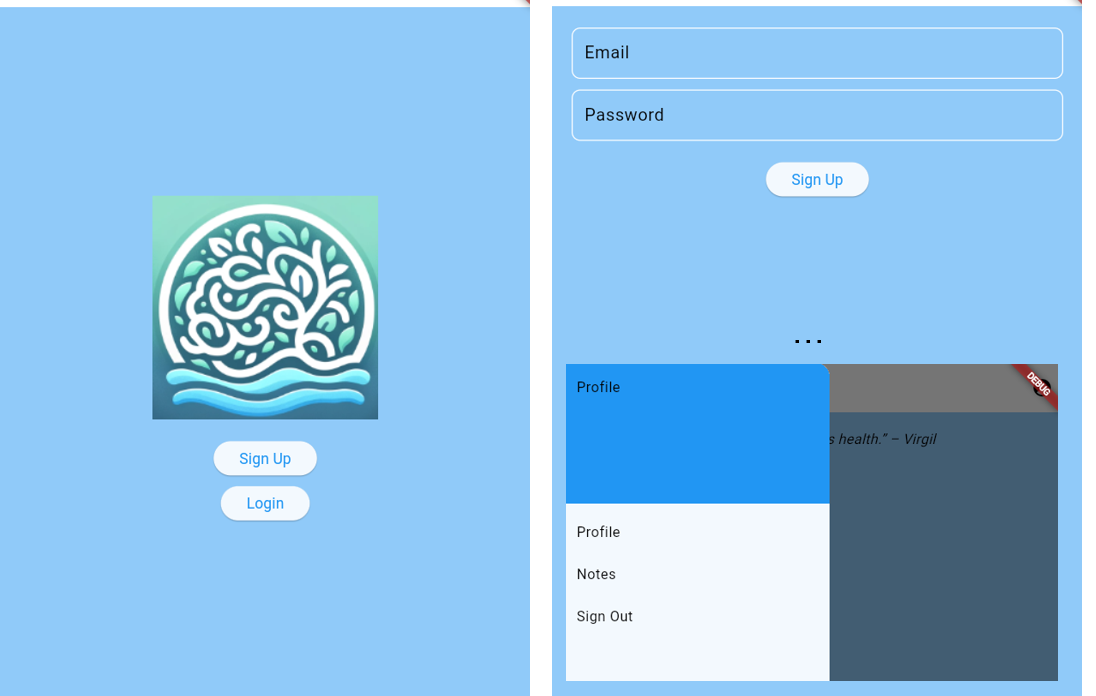 Sign Up
Login
Email
Password
Sign Up
...
Profile
DEBUG
s health.” – Virgil
Profile
Notes
Sign Out